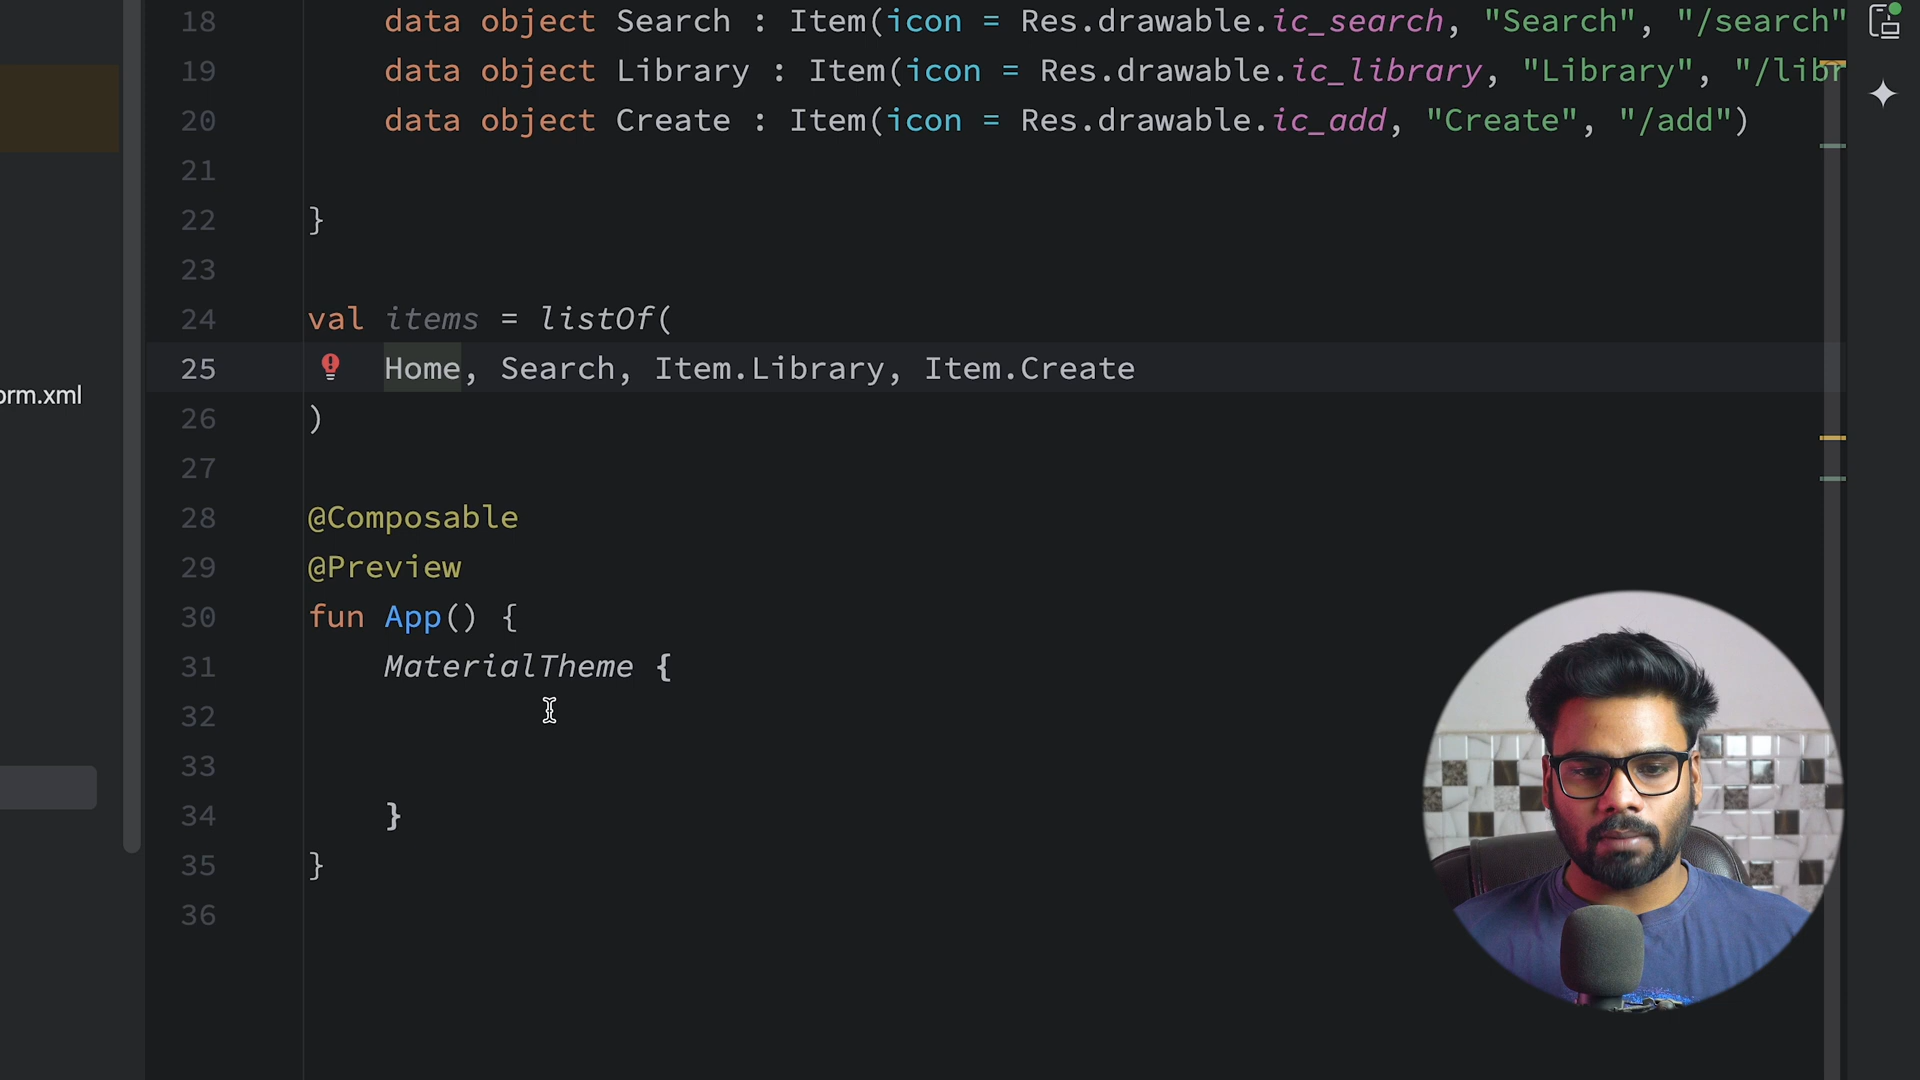 18 data object Search : Item(icon = Res.drawable.ic_search, "Search", "/search"
19 data object Library : Item(icon = Res.drawable.ic_library, "Library", "/libr
20 data object Create : Item(icon = Res.drawable.ic_add, "Create", "/add")
21
22 }
23
24 val items = listOf(
25 Home, Search, Item.Library, Item.Create
orm.xml
26 )
27
28 @Composable
29 @Preview
30 fun App() {
31 MaterialTheme {
32
33
34 }
35 }
36